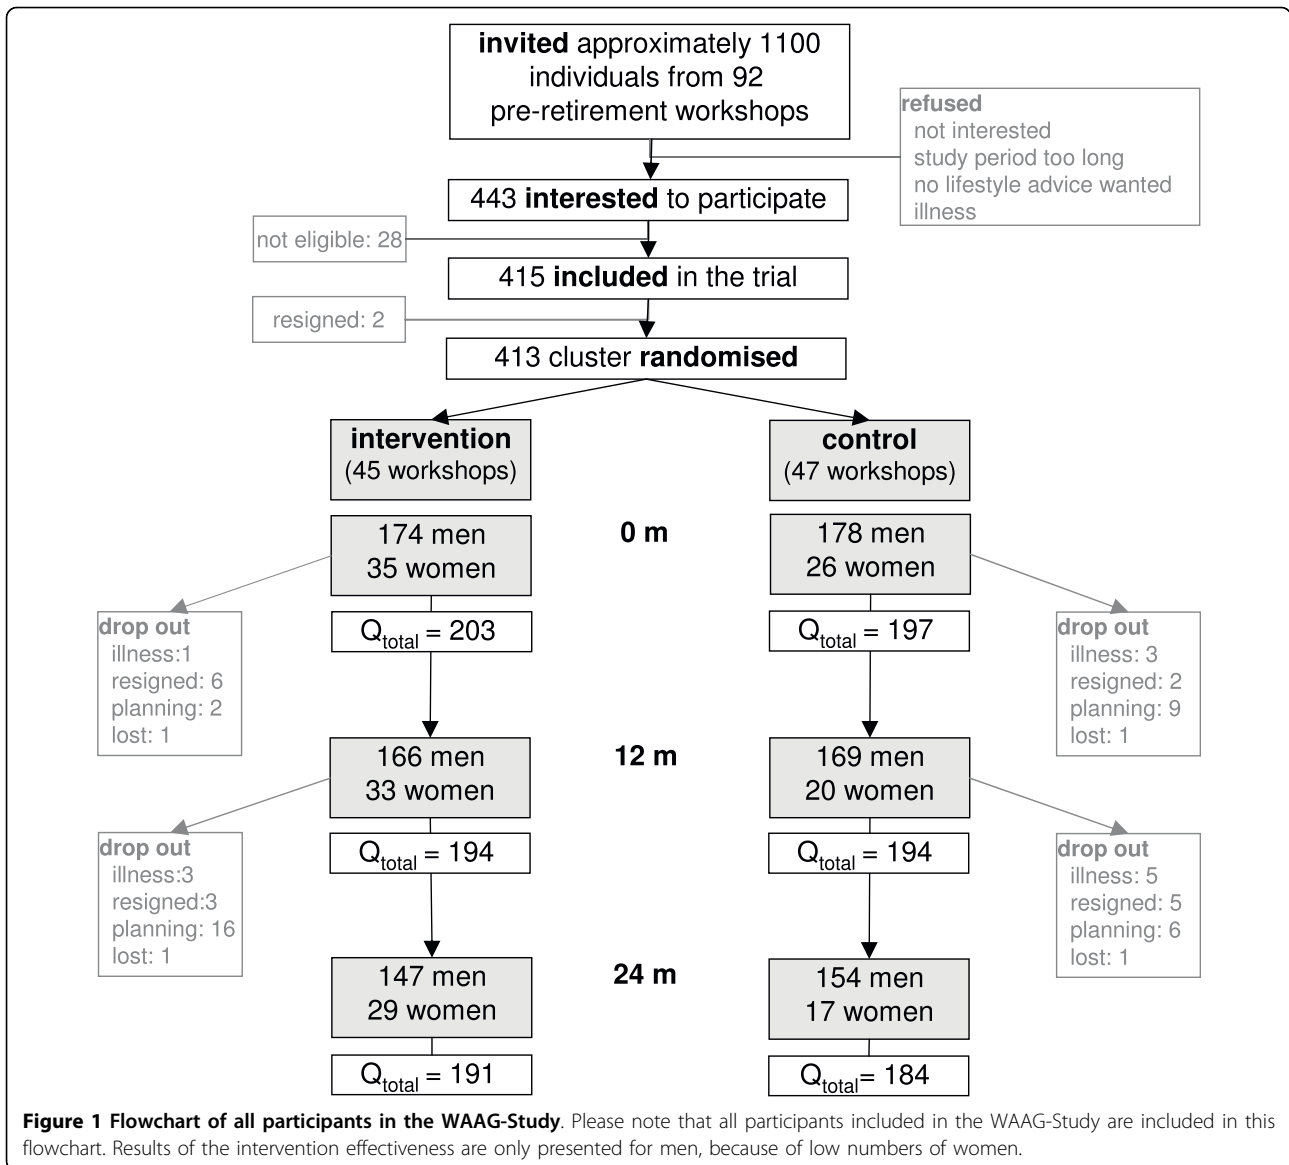 invited approximately 1100
individuals from 92
pre-retirement workshops
refused
not interested
study period too long
no lifestyle advice wanted
illness
443 interested to participate
not eligible: 28
415 included in the trial
resigned: 2
413 cluster randomised
intervention
(45 workshops)
control
(47 workshops)
0 m
174 men
35 women
178 men
26 women
Qtotal = 203
Qtotal = 197
drop out
illness:1
resigned: 6
planning: 2
lost: 1
drop out
illness: 3
resigned: 2
planning: 9
lost: 1
12 m
166 men
33 women
169 men
20 women
Qtotal = 194
Qtotal = 194
drop out
illness:3
resigned:3
planning: 16
lost: 1
drop out
illness: 5
resigned: 5
planning: 6
lost: 1
24 m
147 men
29 women
154 men
17 women
Qtotal = 191
Qtotal= 184
Figure 1 Flowchart of all participants in the WAAG-Study. Please note that all participants included in the WAAG-Study are included in this
flowchart. Results of the intervention effectiveness are only presented for men, because of low numbers of women.